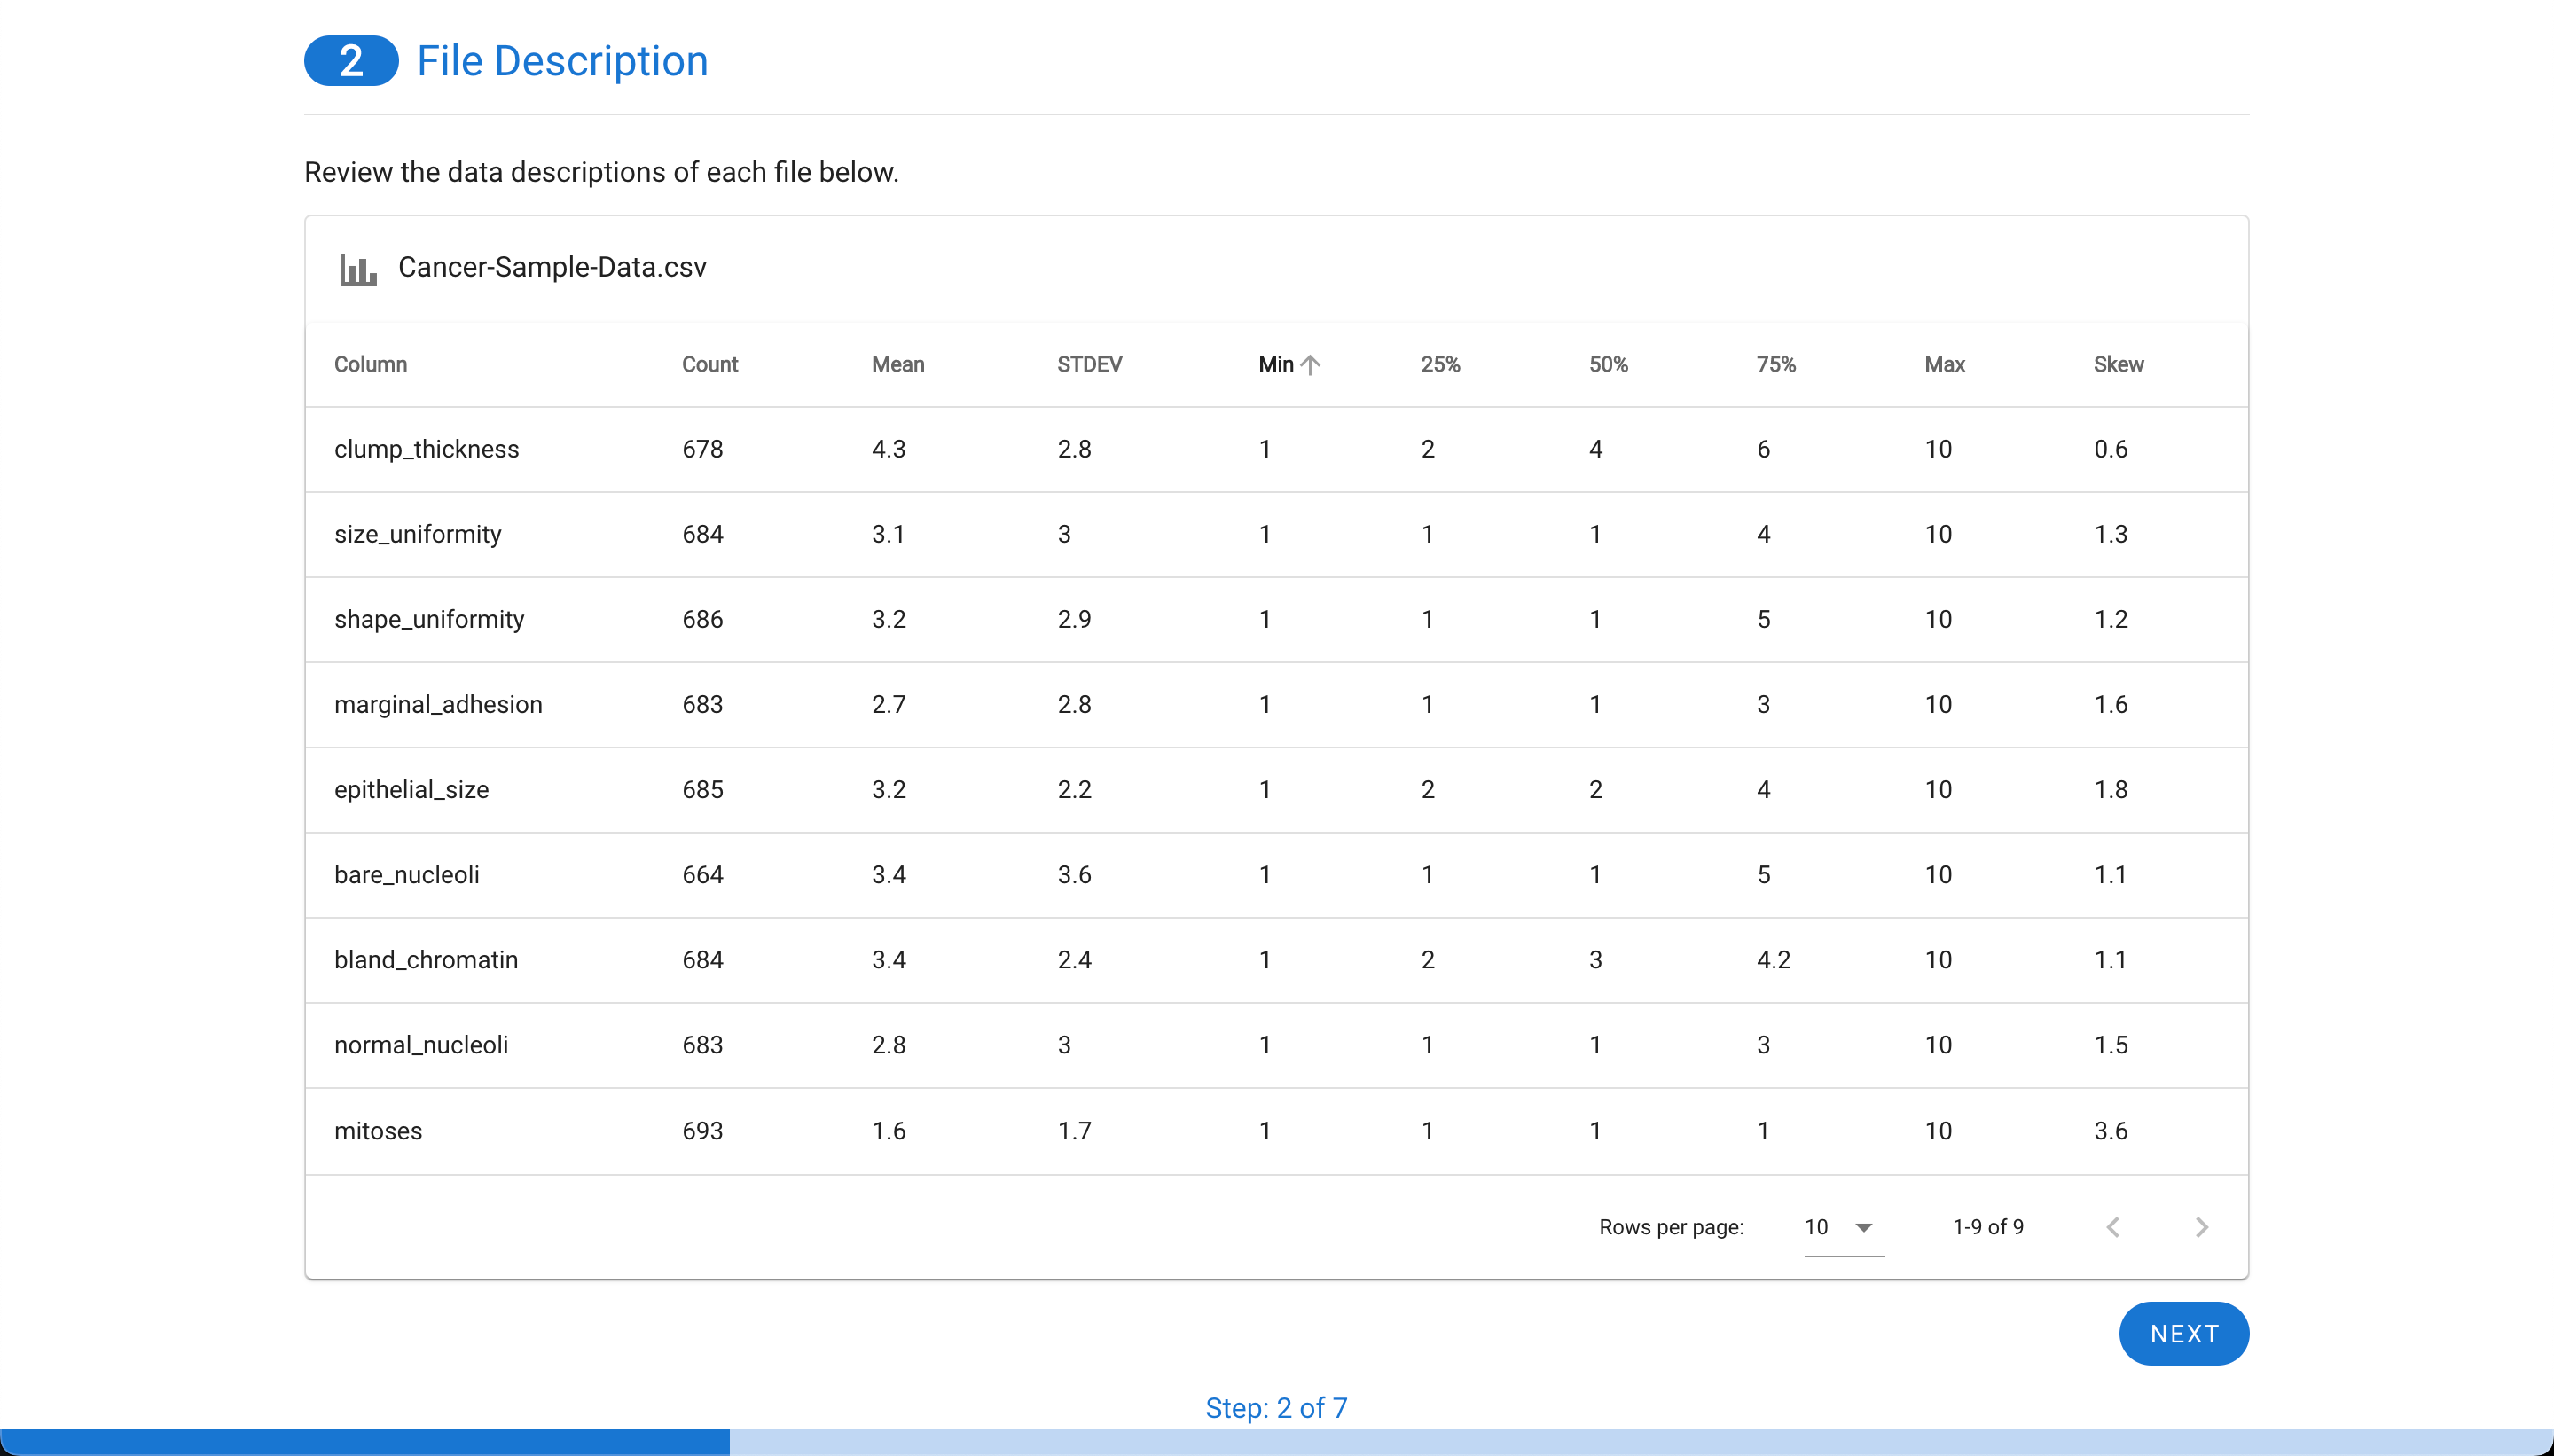 2 File Description
Review the data descriptions of each file below.
Cancer-Sample-Data.csv
Column Count Mean STDEV Min 25% 50% 75% Max Skew
clump_thickness 678 4.3 2.8 1 2 4 6 10 0.6
size_uniformity 684 3.1 3 1 1 1 4 10 1.3
shape_uniformity 686 3.2 2.9 1 1 1 5 10 1.2
marginal_adhesion 683 2.7 2.8 1 1 1 3 10 1.6
epithelial_size 685 3.2 2.2 1 2 2 4 10 1.8
bare_nucleoli 664 3.4 3.6 1 1 1 5 10 1.1
bland_chromatin 684 3.4 2.4 1 2 3 4.2 10 1.1
normal_nucleoli 683 2.8 3 1 1 1 3 10 1.5
mitoses 693 1.6 1.7 1 1 1 1 10 3.6
Rows per page: 10 1-9 of 9
NEXT
Step: 2 of 7